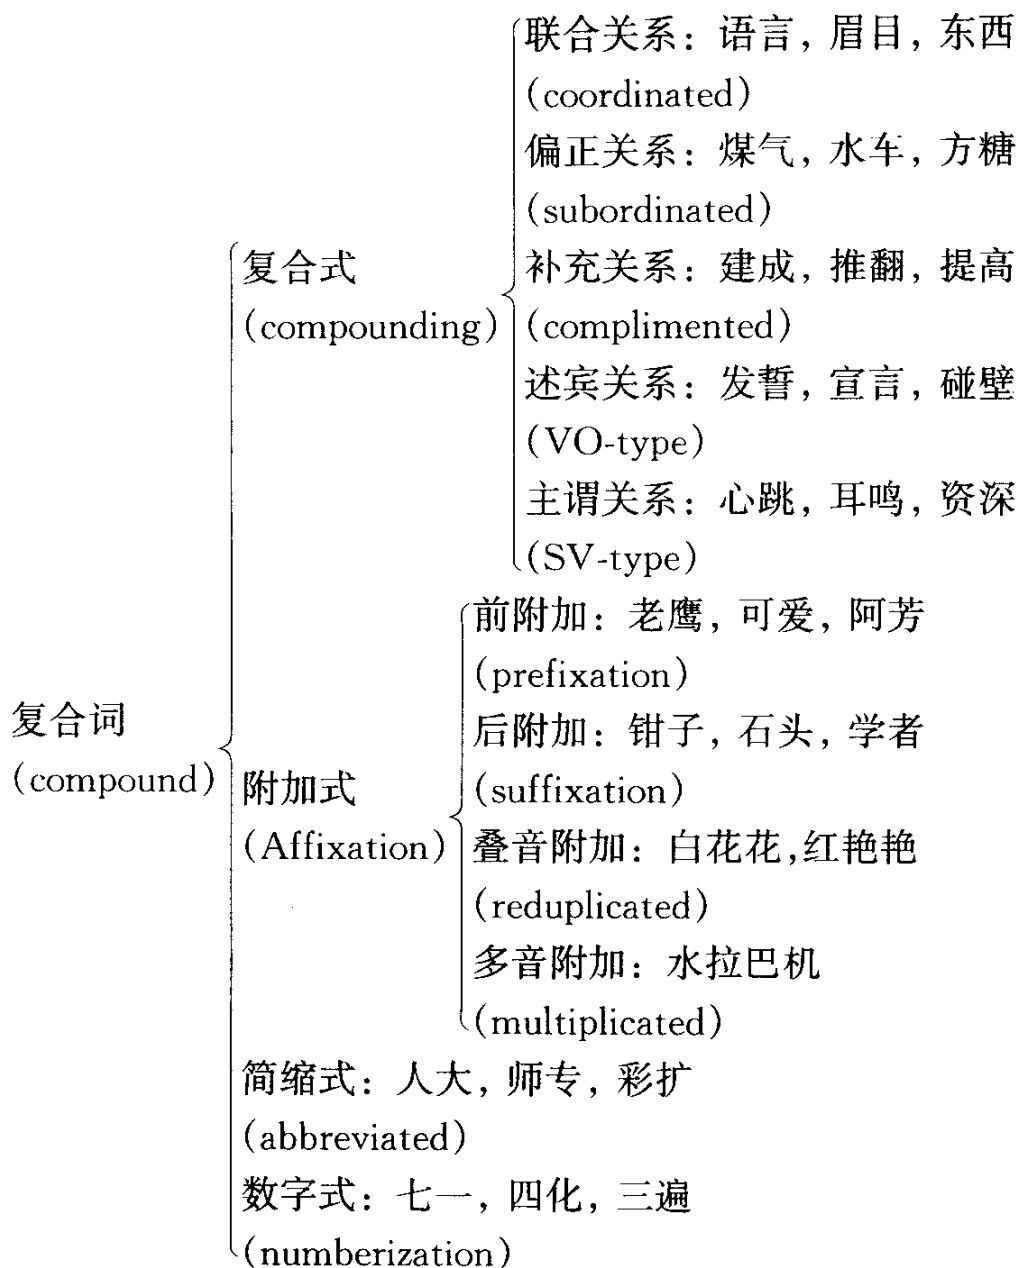 联合关系：语言，眉目，东西
(coordinated)
偏正关系：煤气，水车，方糖
(subordinated)
复合式
(compounding)
补充关系：建成，推翻，提高
(complimented)
述宾关系：发誓，宣言，碰壁
(VO-type)
主谓关系：心跳，耳鸣，资深
(SV-type)
复合词
(compound)
附加式
(Affixation)
前附加：老鹰，可爱，阿芳
(prefixation)
后附加：钳子，石头，学者
(suffixation)
叠音附加：白花花,红艳艳
(reduplicated)
多音附加：水拉巴机
(multiplicated)
简缩式：人大，师专，彩扩
(abbreviated)
数字式：七一，四化，三遍
(numberization)